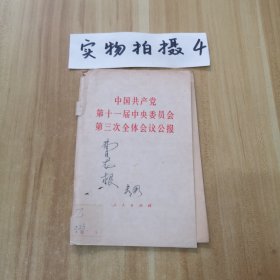 实物拍摄4
中国共产党
第十一届中央委员会
第三次全体会议公报
人民出版社